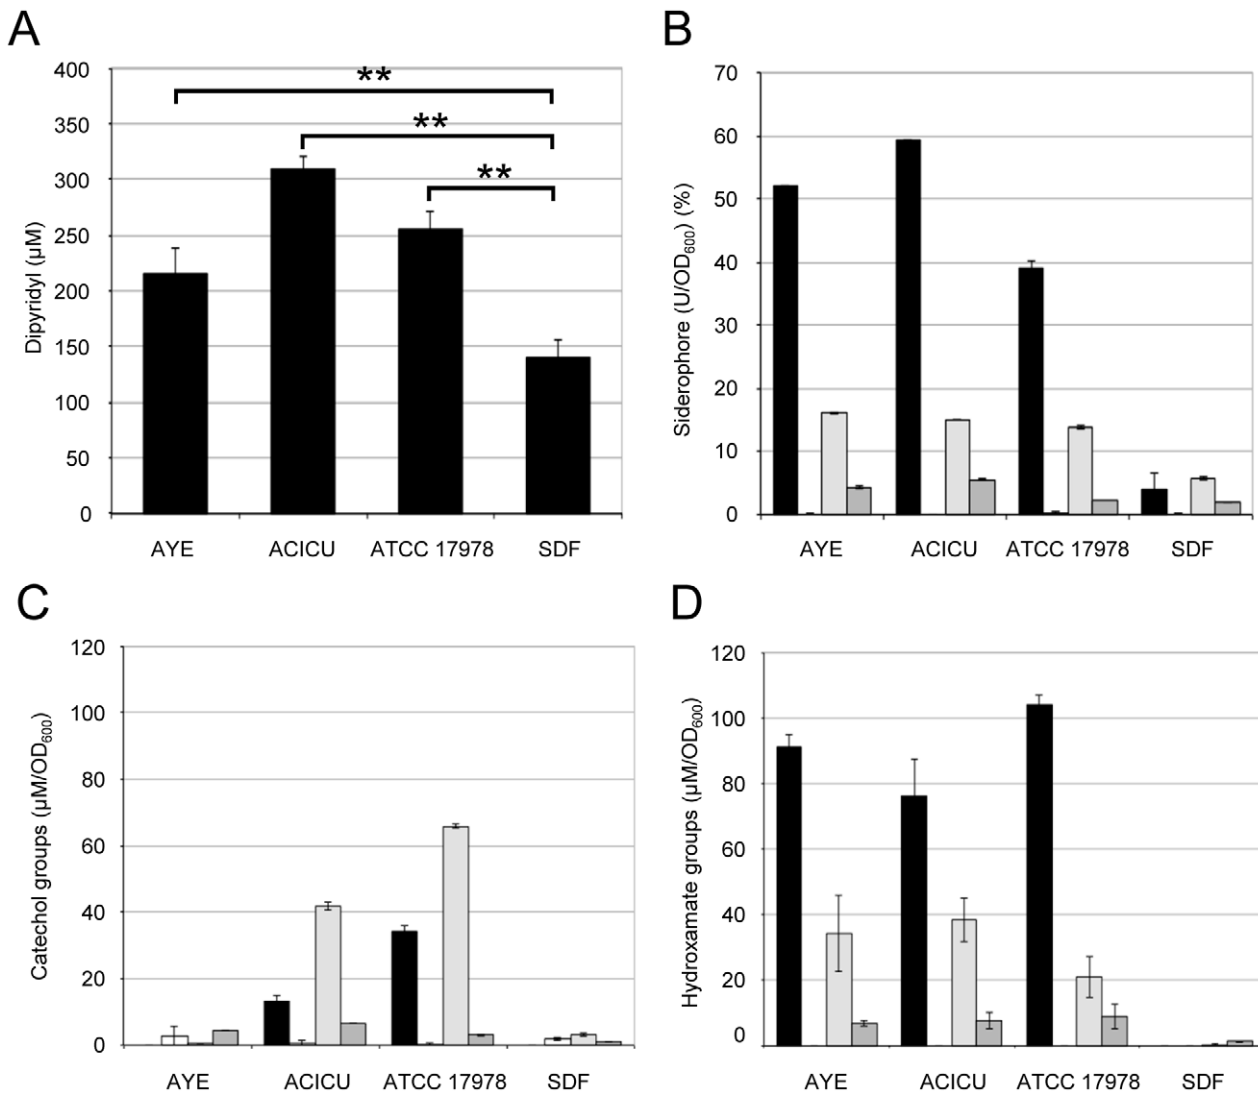 A
Dipyridyl (µM)
400
350
300
250
200
150
100
50
0
**
**
**
AYE ACICU ATCC 17978 SDF
B
Siderophore (U/OD600) (%)
70
60
50
40
30
20
10
0
AYE ACICU ATCC 17978 SDF
C
Catechol groups (µM/OD600)
120
100
80
60
40
20
0
AYE ACICU ATCC 17978 SDF
D
Hydroxamate groups (µM/OD600)
120
100
80
60
40
20
0
AYE ACICU ATCC 17978 SDF